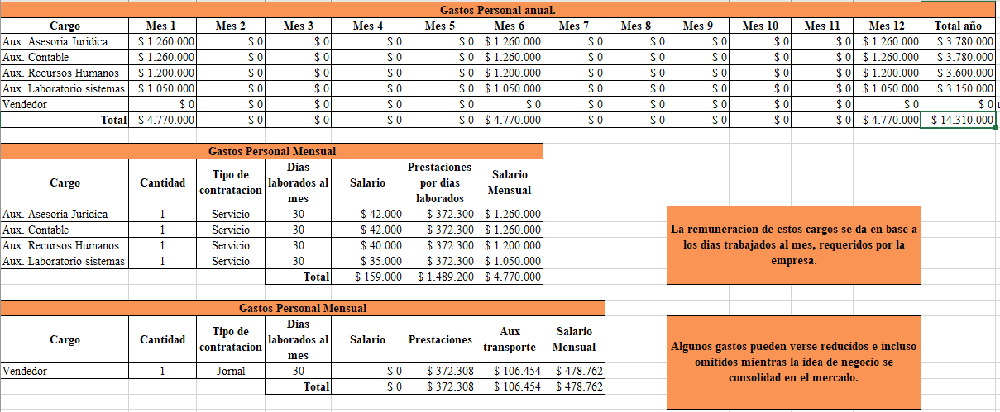 Gastos Personal anual.
Cargo Mes 1 Mes 2 Mes 3 Mes 4 Mes 5 Mes 6 Mes 7 Mes 8 Mes 9 Mes 10 Mes 11 Mes 12 Total año
Aux. Asesoria Juridica $ 1.260.000 $ 0 $ 0 $ 0 $ 0 $ 1.260.000 $ 0 $ 0 $ 0 $ 0 $ 0 $ 1.260.000 $ 3.780.000
Aux. Contable $ 1.260.000 $ 0 $ 0 $ 0 $ 0 $ 1.260.000 $ 0 $ 0 $ 0 $ 0 $ 0 $ 1.260.000 $ 3.780.000
Aux. Recursos Humanos $ 1.200.000 $ 0 $ 0 $ 0 $ 0 $ 1.200.000 $ 0 $ 0 $ 0 $ 0 $ 0 $ 1.200.000 $ 3.600.000
Aux. Laboratorio sistemas $ 1.050.000 $ 0 $ 0 $ 0 $ 0 $ 1.050.000 $ 0 $ 0 $ 0 $ 0 $ 0 $ 1.050.000 $ 3.150.000
Vendedor $ 0 $ 0 $ 0 $ 0 $ 0 $ 0 $ 0 $ 0 $ 0 $ 0 $ 0 $ 0 $ 0
Total $ 4.770.000 $ 0 $ 0 $ 0 $ 0 $ 4.770.000 $ 0 $ 0 $ 0 $ 0 $ 0 $ 4.770.000 $ 14.310.000
Gastos Personal Mensual
Cargo Cantidad Tipo de contratacion Dias laborados al mes Salario Prestaciones por dias laborados Salario Mensual
Aux. Asesoria Juridica 1 Servicio 30 $ 42.000 $ 372.300 $ 1.260.000
Aux. Contable 1 Servicio 30 $ 42.000 $ 372.300 $ 1.260.000
Aux. Recursos Humanos 1 Servicio 30 $ 40.000 $ 372.300 $ 1.200.000
Aux. Laboratorio sistemas 1 Servicio 30 $ 35.000 $ 372.300 $ 1.050.000
Total $ 159.000 $ 1.489.200 $ 4.770.000
La remuneracion de estos cargos se da en base a
los dias trabajados al mes, requeridos por la
empresa.
Gastos Personal Mensual
Cargo Cantidad Tipo de contratacion Dias laborados al mes Salario Prestaciones Aux transporte Salario Mensual
Vendedor 1 Jornal 30 $ 0 $ 372.308 $ 106.454 $ 478.762
Total $ 0 $ 372.308 $ 106.454 $ 478.762
Algunos gastos pueden verse reducidos e incluso
omitidos mientras la idea de negocio se
consolidad en el mercado.